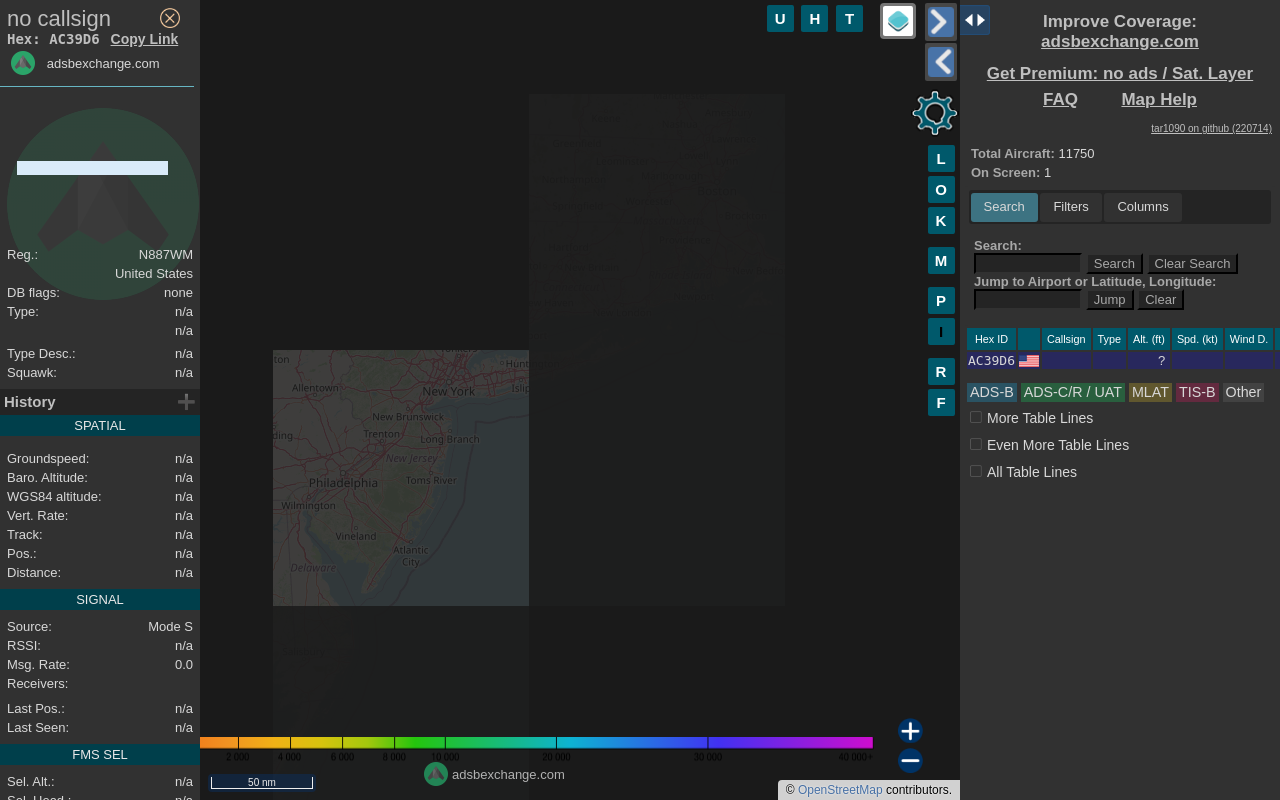 no callsign
Hex: AC39D6 Copy Link
adsbexchange.com
Reg.: N887WM
United States
DB flags: none
Type: n/a
n/a
Type Desc.: n/a
Squawk: n/a
History
SPATIAL
Groundspeed: n/a
Baro. Altitude: n/a
WGS84 altitude: n/a
Vert. Rate: n/a
Track: n/a
Pos.: n/a
Distance: n/a
SIGNAL
Source: Mode S
RSSI: n/a
Msg. Rate: 0.0
Receivers:
Last Pos.: n/a
Last Seen: n/a
FMS SEL
Sel. Alt.: n/a
Sel. Head.: n/a
U H T
L
O
K
M
P
I
R
F
Allentown
New York
New Brunswick
Trenton
Long Branch
New Jersey
Philadelphia
Toms River
Wilmington
Vineland
Atlantic
City
Delaware
2 000 4 000 6 000 8 000 10 000 20 000 30 000 40 000+
50 nm
adsbexchange.com
© OpenStreetMap contributors.
Improve Coverage:
adsbexchange.com
Get Premium: no ads / Sat. Layer
FAQ Map Help
tar1090 on github (220714)
Total Aircraft: 11750
On Screen: 1
Search Filters Columns
Search:
Search Clear Search
Jump to Airport or Latitude, Longitude:
Jump Clear
Hex ID Callsign Type Alt. (ft) Spd. (kt) Wind D.
AC39D6 ?
ADS-B ADS-C/R / UAT MLAT TIS-B Other
More Table Lines
Even More Table Lines
All Table Lines